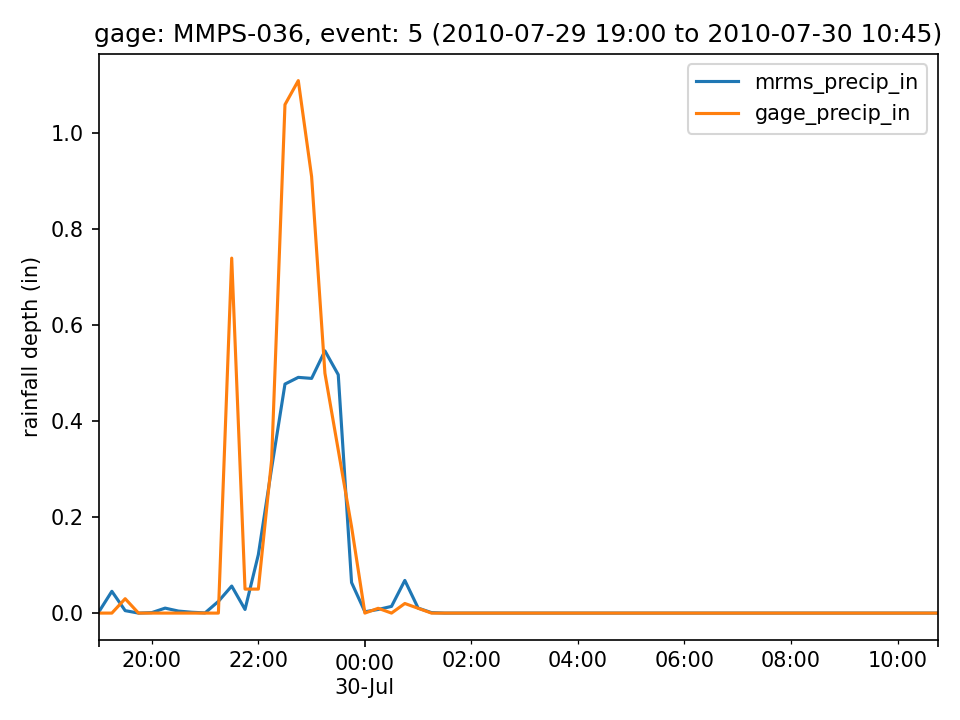 gage: MMPS-036, event: 5 (2010-07-29 19:00 to 2010-07-30 10:45)
mrms_precip_in
gage_precip_in
1.0
0.8
0.6
0.4
0.2
0.0
rainfall depth (in)
20:00 22:00 00:00 02:00 04:00 06:00 08:00 10:00
30-Jul